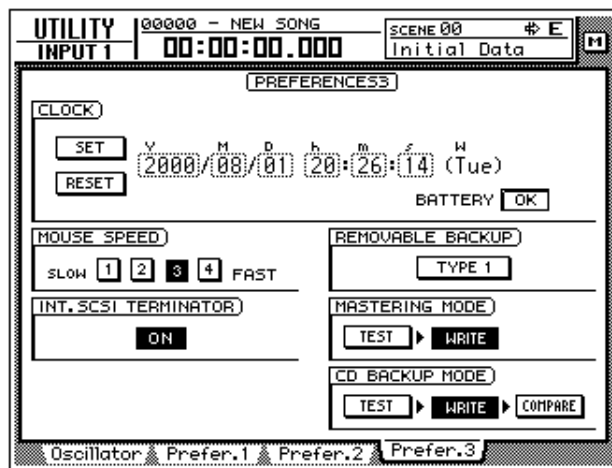 UTILITY 00000 - NEW SONG SCENE 00 E
INPUT 1 00:00:00.000 Initial Data M
PREFERENCES3
CLOCK
Y M D h m s W
SET 2000/08/01 20:26:14 (Tue)
RESET
BATTERY OK
MOUSE SPEED
SLOW 1 2 3 4 FAST
REMOVABLE BACKUP
TYPE 1
INT.SCSI TERMINATOR
ON
MASTERING MODE
TEST WRITE
CD BACKUP MODE
TEST WRITE COMPARE
Oscillator Prefer.1 Prefer.2 Prefer.3